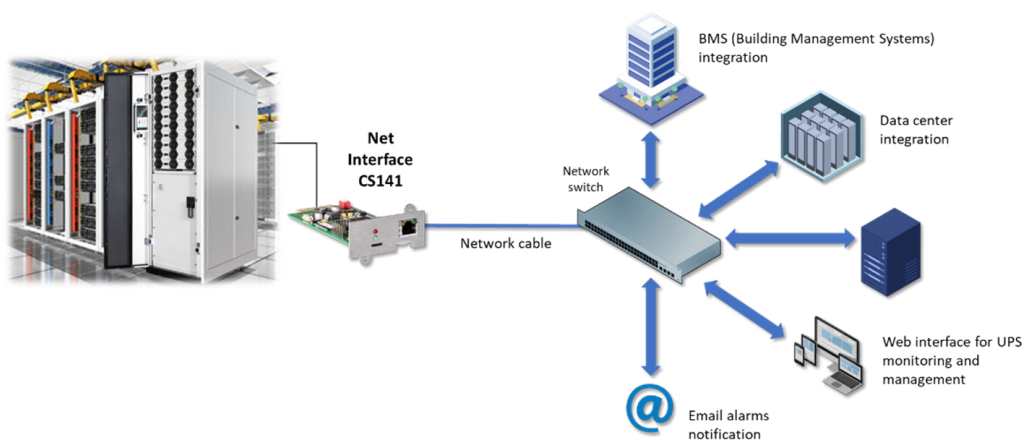 BMS (Building Management Systems)
integration
Data center
integration
Net
Interface
CS141
Network
switch
Network cable
Web interface for UPS
monitoring and
management
Email alarms
notification
@